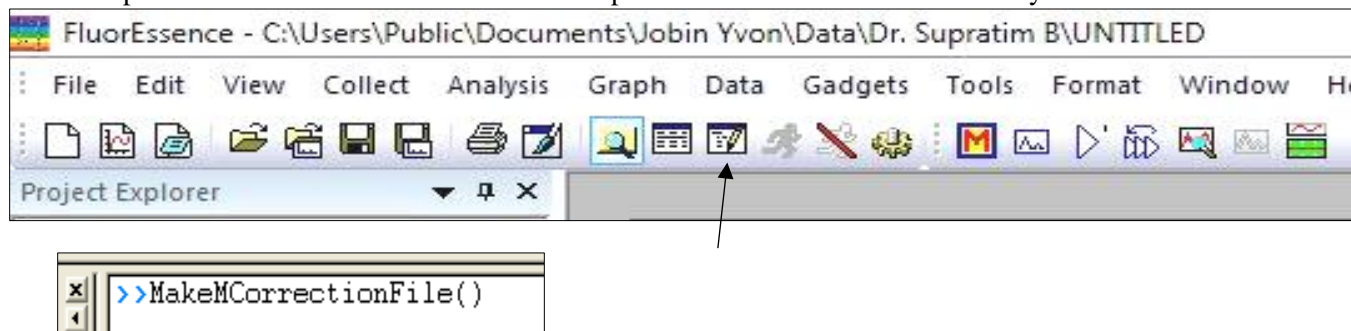 FluorEssence - C:\Users\Public\Documents\Jobin Yvon\Data\Dr. Supratim B\UNTITLED
File Edit View Collect Analysis Graph Data Gadgets Tools Format Window
M
Project Explorer
>>MakeMCorrectionFile()